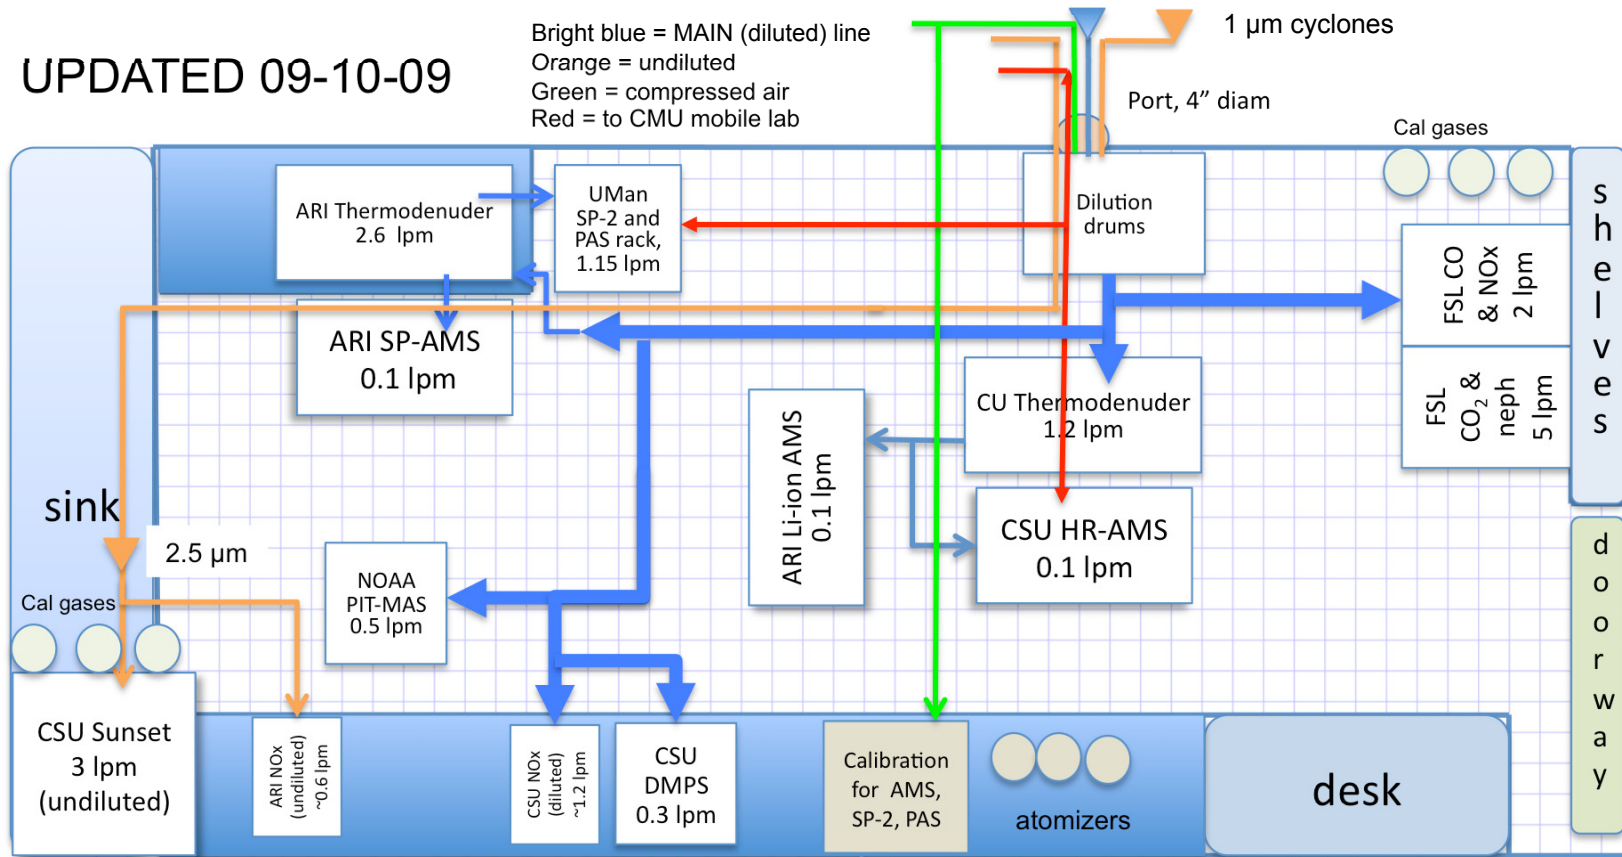 UPDATED 09-10-09
Bright blue = MAIN (diluted) line
Orange = undiluted
Green = compressed air
Red = to CMU mobile lab
1 µm cyclones
Port, 4” diam
Cal gases
shelves
ARI Thermodenuder
2.6 lpm
UMan
SP-2 and
PAS rack,
1.15 lpm
Dilution
drums
FSL CO
& NOx
2 lpm
ARI SP-AMS
0.1 lpm
FSL
CO₂ &
neph
5 lpm
CU Thermodenuder
1.2 lpm
ARI Li-ion AMS
0.1 lpm
CSU HR-AMS
0.1 lpm
sink
2.5 µm
NOAA
PIT-MAS
0.5 lpm
doorway
Cal gases
CSU Sunset
3 lpm
(undiluted)
ARI NOx
(undiluted)
~0.6 lpm
CSU NOx
(diluted)
~1.2 lpm
CSU
DMPS
0.3 lpm
Calibration
for AMS,
SP-2, PAS
atomizers
desk